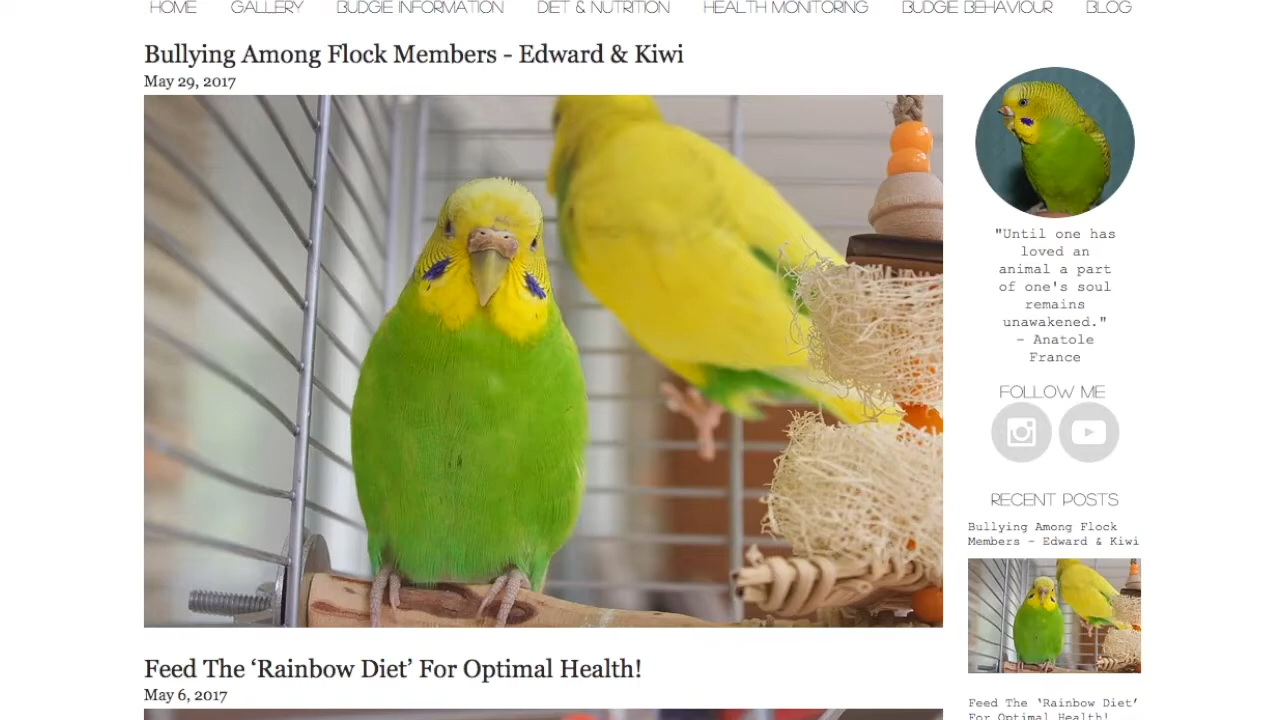 HOME GALLERY BUDGIE INFORMATION DIET & NUTRITION HEALTH MONITORING BUDGIE BEHAVIOUR BLOG
Bullying Among Flock Members - Edward & Kiwi
May 29, 2017
"Until one has
loved an
animal a part
of one's soul
remains
unawakened."
- Anatole
France
FOLLOW ME
RECENT POSTS
Bullying Among Flock
Members - Edward & Kiwi
Feed The ‘Rainbow Diet’ For Optimal Health!
May 6, 2017
Feed The ‘Rainbow Diet’
For Optimal Health!